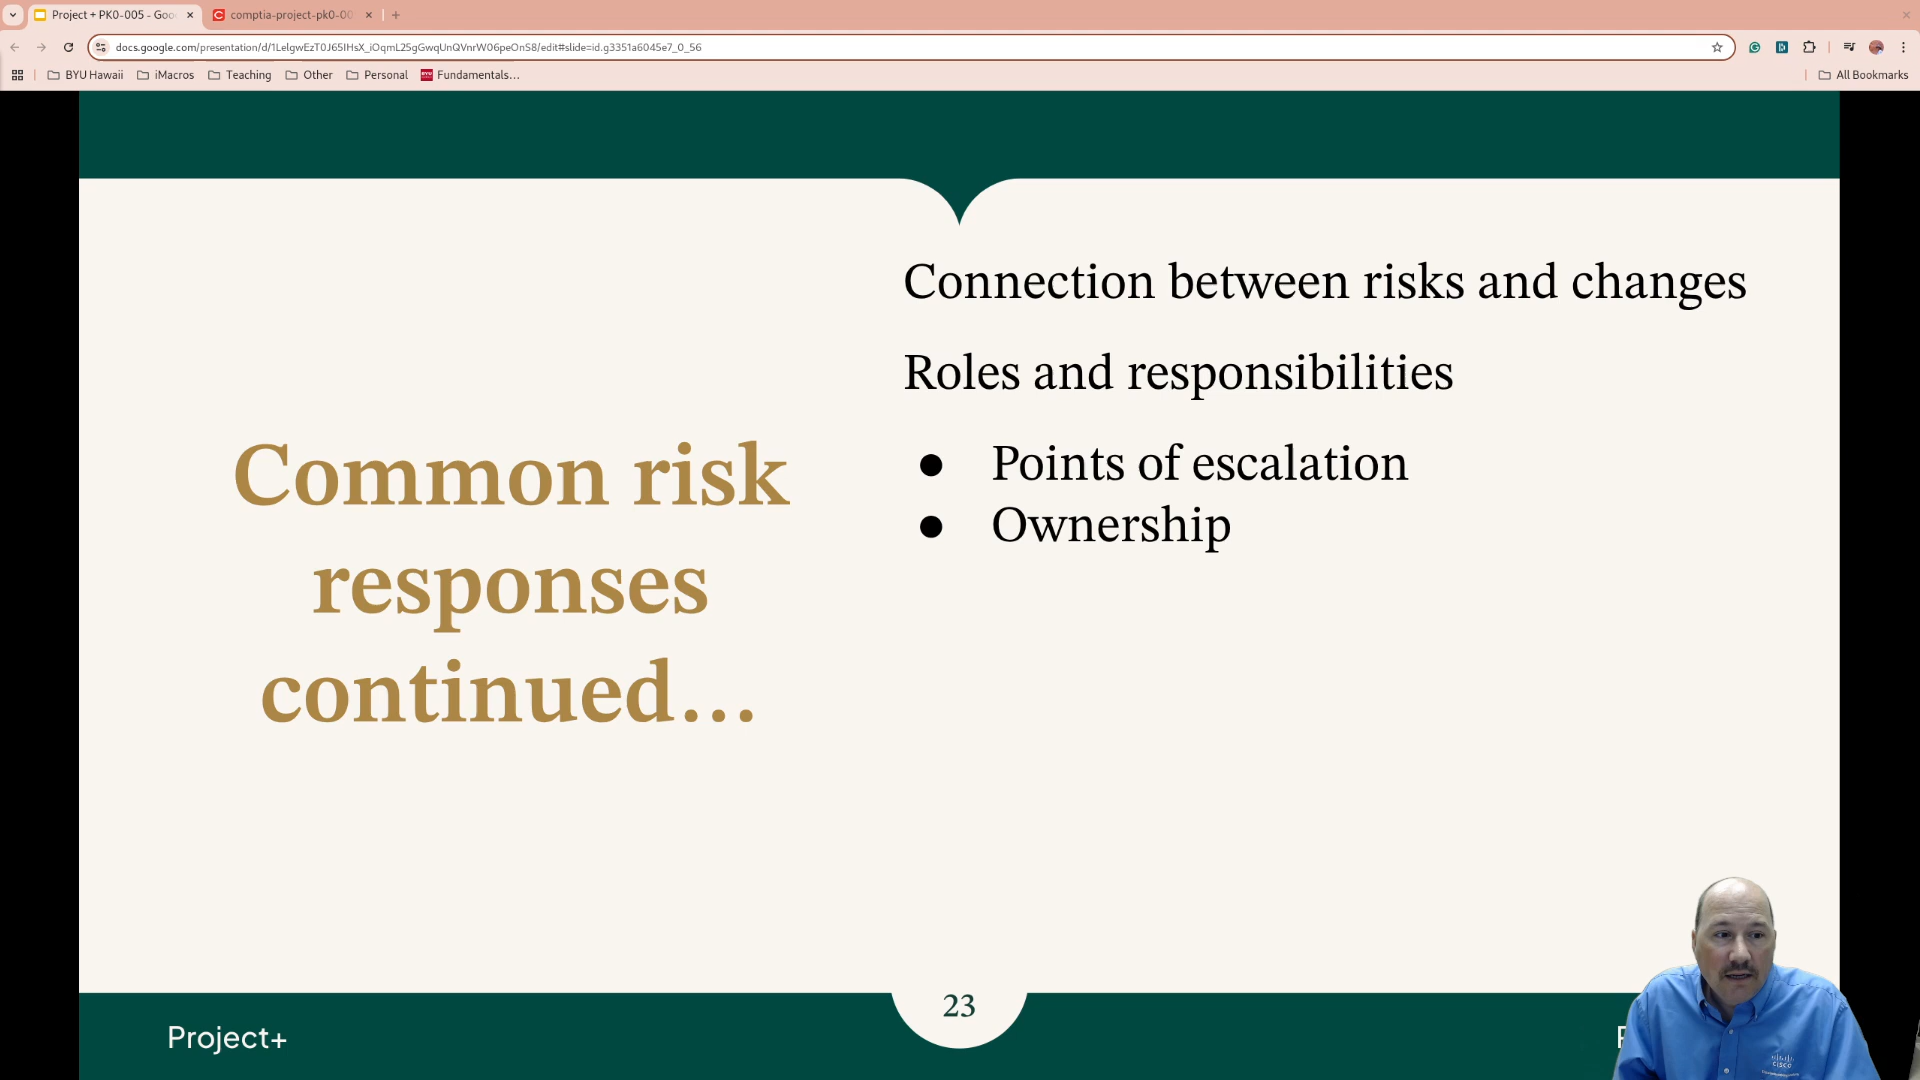 Project + PK0-005 - Goo
comptia-project-pk0-00
docs.google.com/presentation/d/1LelgwEzT0J65IHsX_iOqmL25gGwqUnQVnrW06peOnS8/edit#slide=id.g3351a6045e7_0_56
BYU Hawaii
iMacros
Teaching
Other
Personal
BYU
Fundamentals...
All Bookmarks
Common risk
responses
continued...
Connection between risks and changes
Roles and responsibilities
● Points of escalation
● Ownership
23
Project+
CISCO